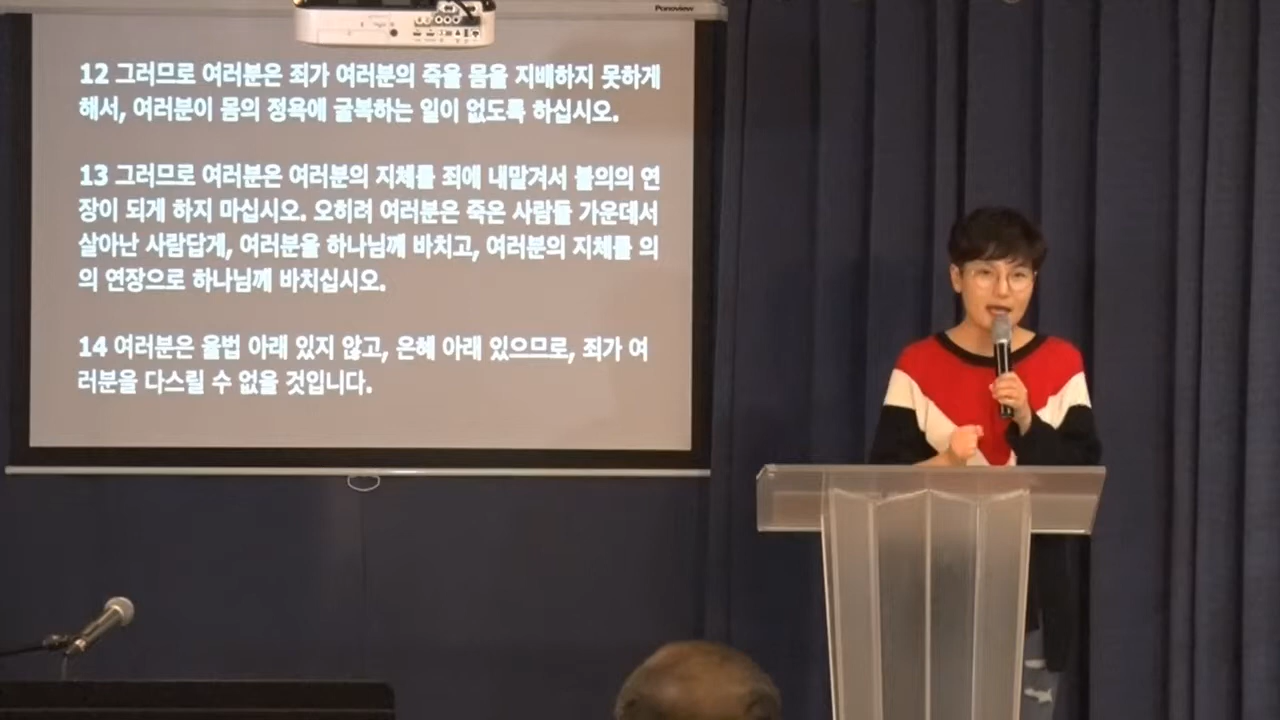 Panoview
12 그러므로 여러분은 죄가 여러분의 죽을 몸을 지배하지 못하게
해서, 여러분이 몸의 정욕에 굴복하는 일이 없도록 하십시오.
13 그러므로 여러분은 여러분의 지체를 죄에 내맡겨서 불의의 연
장이 되게 하지 마십시오. 오히려 여러분은 죽은 사람들 가운데서
살아난 사람답게, 여러분을 하나님께 바치고, 여러분의 지체를 의
의 연장으로 하나님께 바치십시오.
14 여러분은 율법 아래 있지 않고, 은혜 아래 있으므로, 죄가 여
러분을 다스릴 수 없을 것입니다.